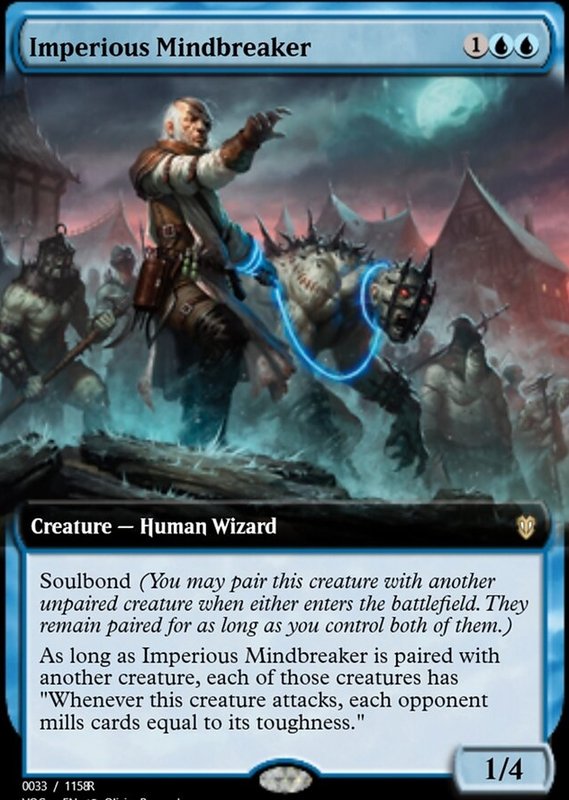 Imperious Mindbreaker
1
Creature — Human Wizard
Soulbond (You may pair this creature with another
unpaired creature when either enters the battlefield. They
remain paired for as long as you control both of them.)
As long as Imperious Mindbreaker is paired with
another creature, each of those creatures has
"Whenever this creature attacks, each opponent
mills cards equal to its toughness."
1/4
0033 / 1158R